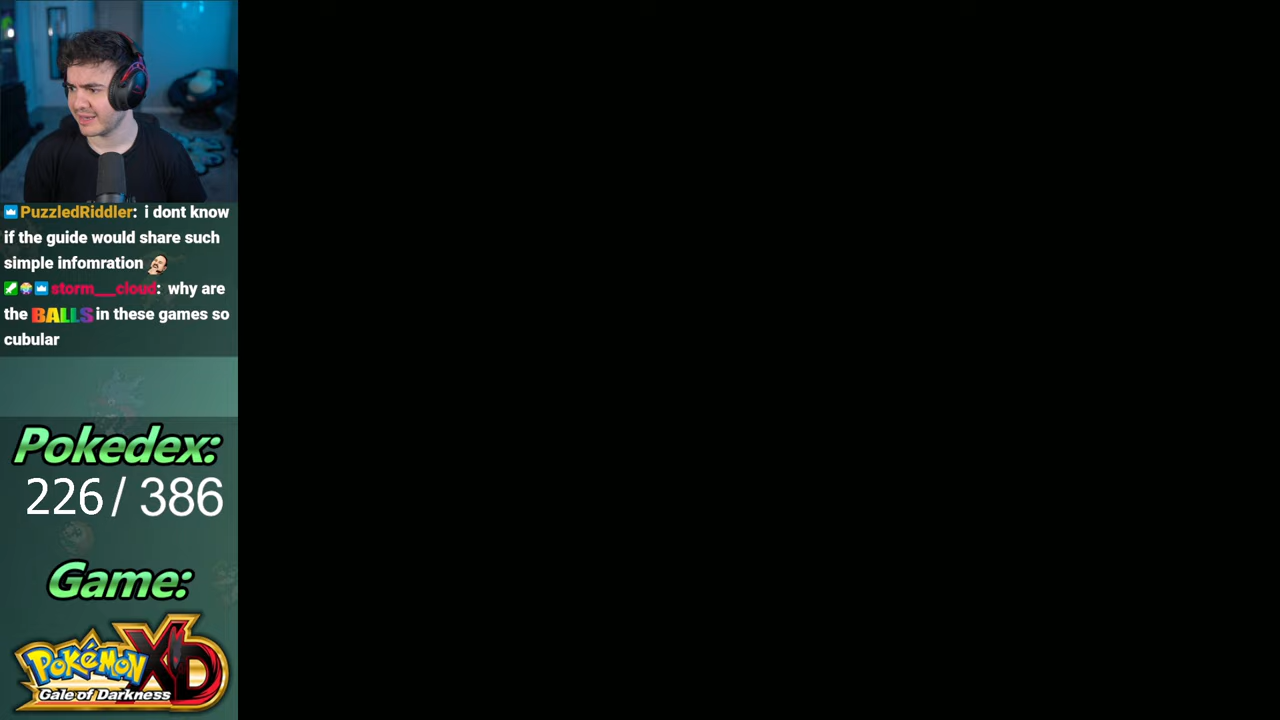 PuzzledRiddler: i dont know
if the guide would share such
simple infomration
storm__cloud: why are
the BALLS in these games so
cubular
Pokedex:
226 / 386
Game:
POKéMON XD
Gale of Darkness